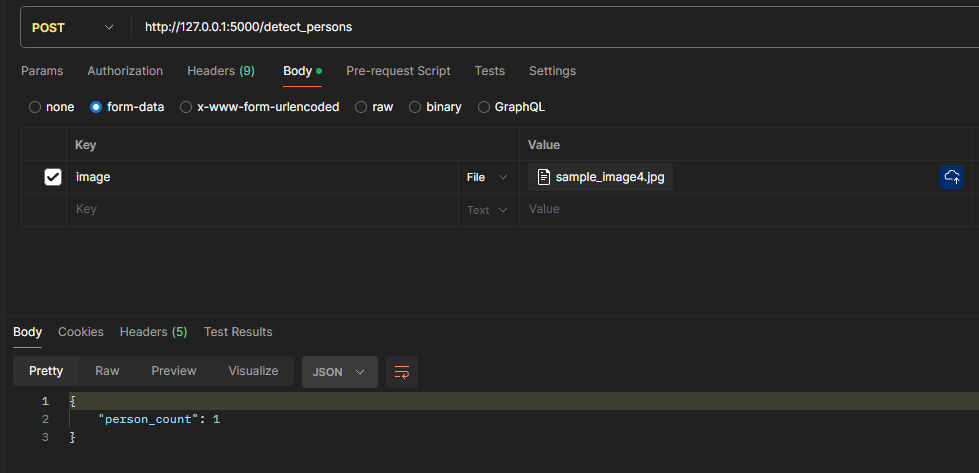 POST http://127.0.0.1:5000/detect_persons
Params Authorization Headers (9) Body Pre-request Script Tests Settings
none form-data x-www-form-urlencoded raw binary GraphQL
Key Value
image File sample_image4.jpg
Key Text Value
Body Cookies Headers (5) Test Results
Pretty Raw Preview Visualize JSON
1 {
2 "person_count": 1
3 }